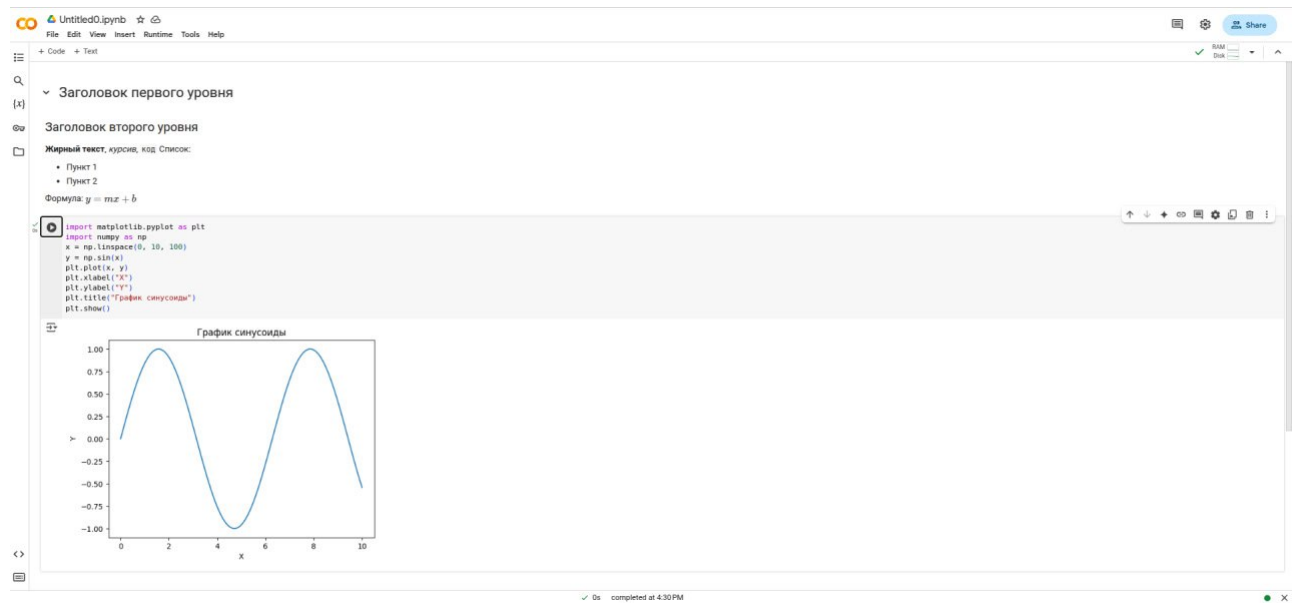 Untitled0.ipynb
File Edit View Insert Runtime Tools Help
Share
+ Code + Text
RAM
Disk
Заголовок первого уровня
{x}
Заголовок второго уровня
Жирный текст, курсив, код Список:
• Пункт 1
• Пункт 2
Формула: y = mx + b
0s
import matplotlib.pyplot as plt
import numpy as np
x = np.linspace(0, 10, 100)
y = np.sin(x)
plt.plot(x, y)
plt.xlabel("X")
plt.ylabel("Y")
plt.title("График синусоиды")
plt.show()
График синусоиды
1.00
0.75
0.50
0.25
0.00
−0.25
−0.50
−0.75
−1.00
Y
0 2 4 6 8 10
X
0s completed at 4:30 PM